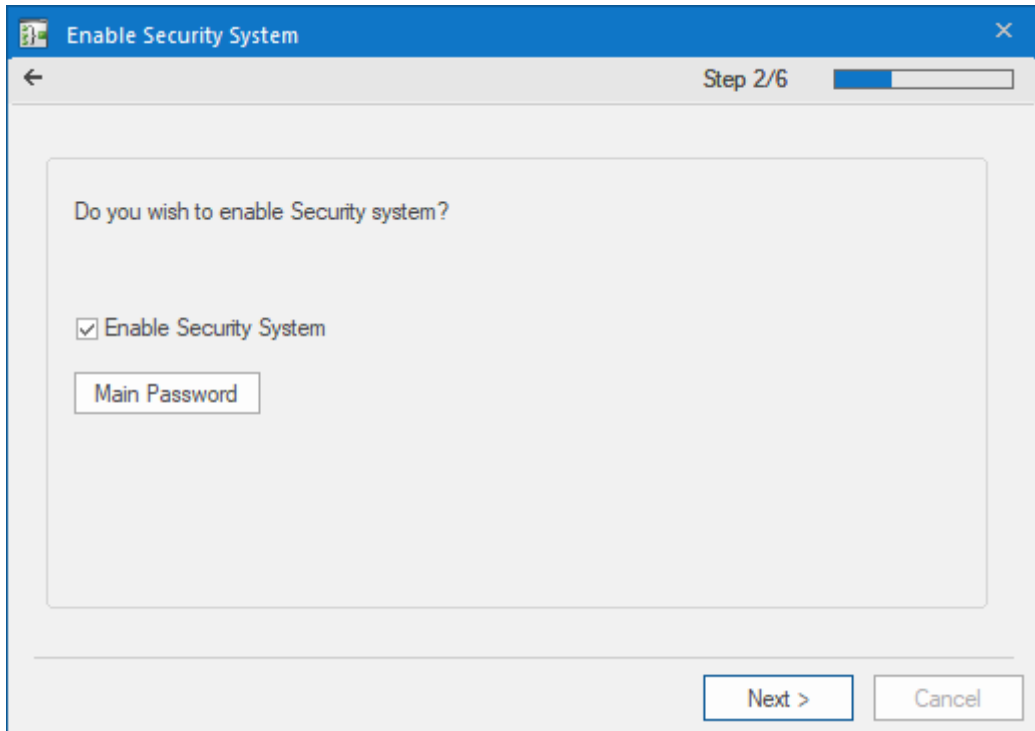 Enable Security System
Step 2/6
Do you wish to enable Security system?
Enable Security System
Main Password
Next >
Cancel